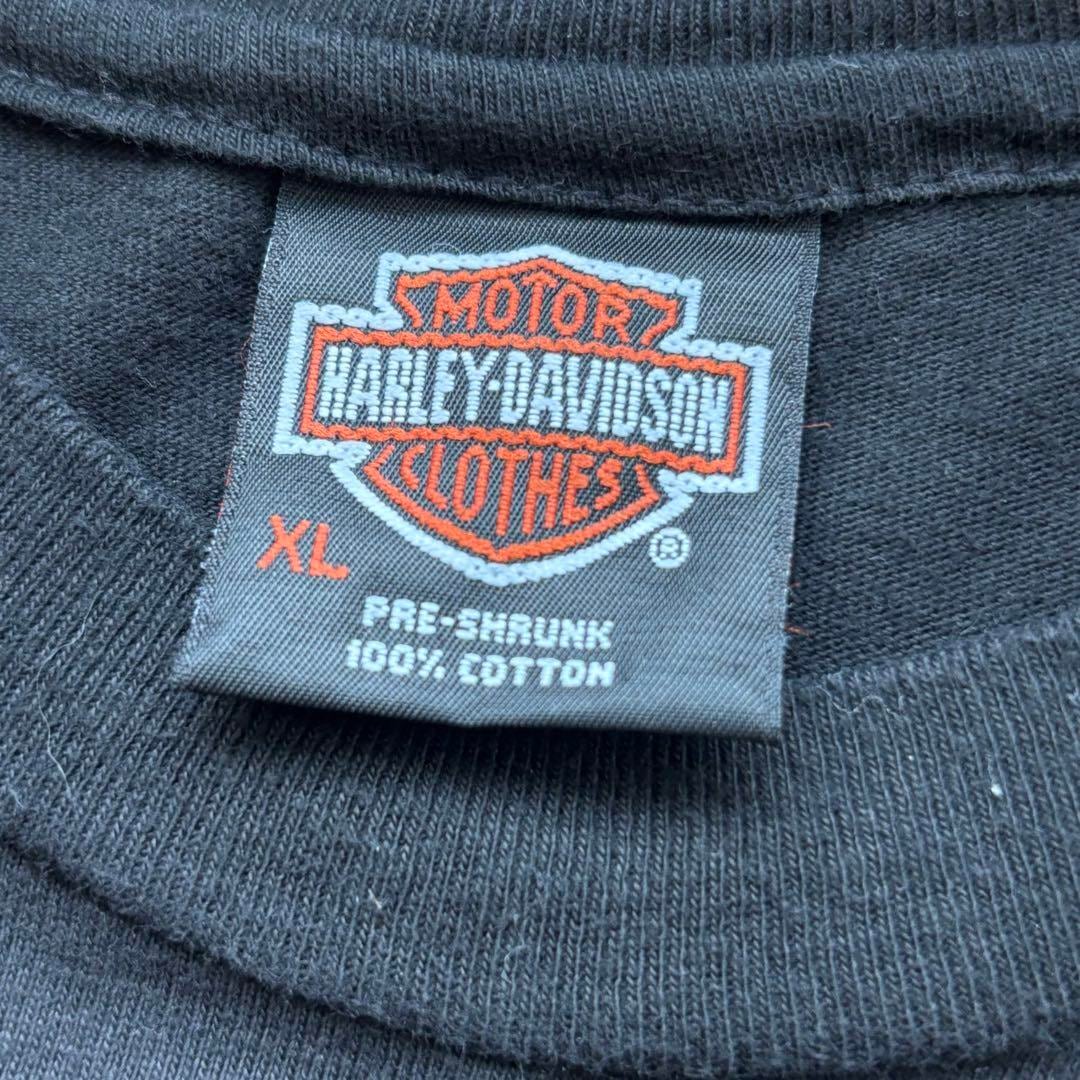 MOTOR
HARLEY-DAVIDSON
CLOTHES
®
XL
PRE-SHRUNK
100% COTTON